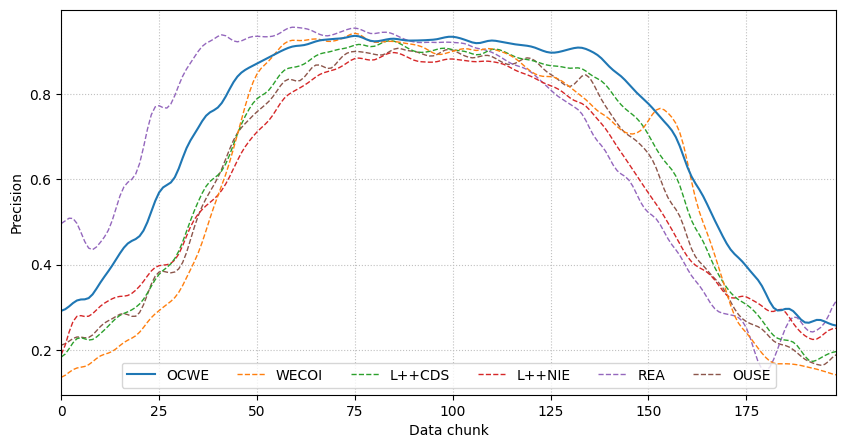 Precision
0.8
0.6
0.4
0.2
OCWE WECOI L++CDS L++NIE REA OUSE
0 25 50 75 100 125 150 175
Data chunk